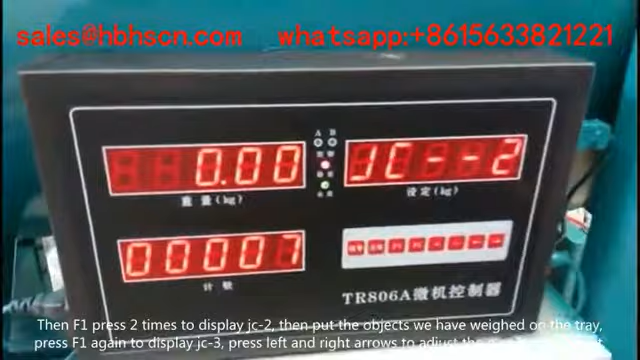 sales@hbhscn.com whatsapp:+8615633821221
A B
0.00 JC--2
重量(kg) 设定(kg)
00007
计数
TR806A微机控制器
Then F1 press 2 times to display jc-2, then put the objects we have weighed on the tray,
press F1 again to display jc-3, press left and right arrows to adjust the